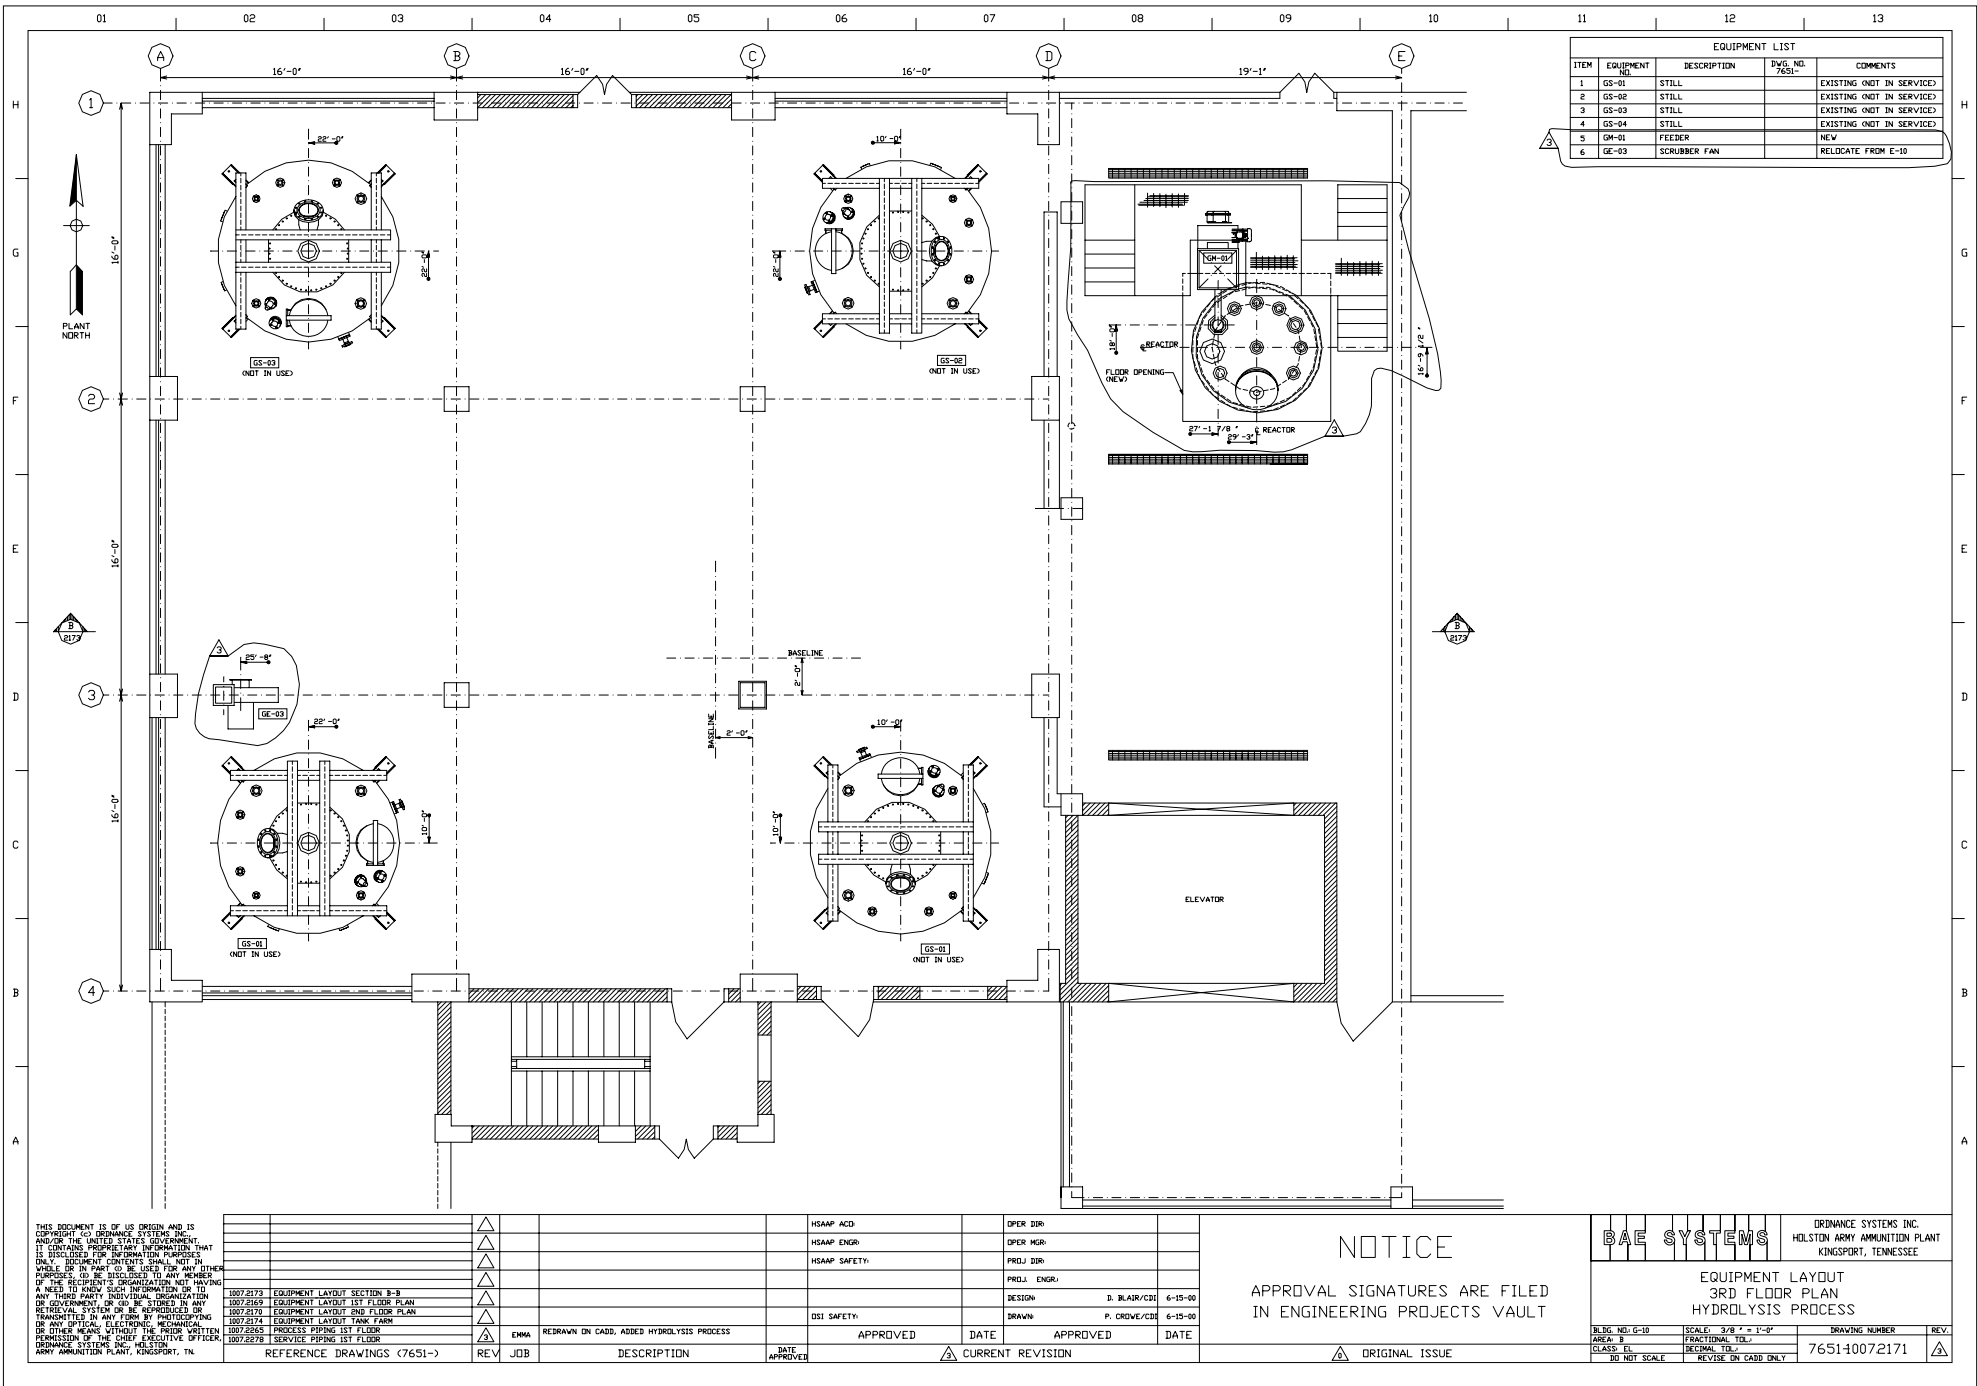 01 02 03 04 05 06 07 08 09 10 11 12 13
A B C D E
16'-0" 16'-0" 16'-0" 19'-1"
EQUIPMENT LIST
ITEM EQUIPMENT NO. DESCRIPTION DWG. NO. 7651- COMMENTS
1 GS-01 STILL EXISTING (NOT IN SERVICE)
2 GS-02 STILL EXISTING (NOT IN SERVICE)
3 GS-03 STILL EXISTING (NOT IN SERVICE)
4 GS-04 STILL EXISTING (NOT IN SERVICE)
5 GM-01 FEEDER NEW
6 GE-03 SCRUBBER FAN RELOCATE FROM E-10
3
H H
1
22'-0" 10'-0"
PLANT
NORTH
G G
16'-0"
22'-0" 22'-0"
GM-01
18'-0"
℄ REACTOR
16'-9 1/2 "
GS-03
(NOT IN USE)
GS-02
(NOT IN USE)
FLOOR OPENING
(NEW)
2
F F
27'-1 7/8 "
℄ REACTOR
29'-3"
3
E E
16'-0"
B
2173
B
2173
3
25'-8"
GE-03
BASELINE
2'-0"
BASELINE
2'-0"
3
D D
22'-0" 10'-0"
16'-0"
10'-0" 10'-0"
C C
ELEVATOR
GS-01
(NOT IN USE)
GS-01
(NOT IN USE)
4
B B
A A
THIS DOCUMENT IS OF US ORIGIN AND IS
COPYRIGHT (c) ORDNANCE SYSTEMS INC.,
AND/OR THE UNITED STATES GOVERNMENT.
IT CONTAINS PROPRIETARY INFORMATION THAT
IS DISCLOSED FOR INFORMATION PURPOSES
ONLY. DOCUMENT CONTENTS SHALL NOT IN
WHOLE OR IN PART (I) BE USED FOR ANY OTHER
PURPOSES, (II) BE DISCLOSED TO ANY MEMBER
OF THE RECIPIENT'S ORGANIZATION NOT HAVING
A NEED TO KNOW SUCH INFORMATION OR TO
ANY THIRD PARTY INDIVIDUAL ORGANIZATION
OR GOVERNMENT, OR (III) BE STORED IN ANY
RETRIEVAL SYSTEM OR BE REPRODUCED OR
TRANSMITTED IN ANY FORM BY PHOTOCOPYING
OR ANY OPTICAL, ELECTRONIC, MECHANICAL
OR OTHER MEANS WITHOUT THE PRIOR WRITTEN
PERMISSION OF THE CHIEF EXECUTIVE OFFICER,
ORDNANCE SYSTEMS INC., HOLSTON
ARMY AMMUNITION PLANT, KINGSPORT, TN.
1007.2173 EQUIPMENT LAYOUT SECTION B-B
1007.2169 EQUIPMENT LAYOUT 1ST FLOOR PLAN
1007.2170 EQUIPMENT LAYOUT 2ND FLOOR PLAN
1007.2174 EQUIPMENT LAYOUT TANK FARM
1007.2265 PROCESS PIPING 1ST FLOOR
1007.2278 SERVICE PIPING 1ST FLOOR
REFERENCE DRAWINGS (7651-)
3 EMMA REDRAWN ON CADD, ADDED HYDROLYSIS PROCESS
REV JOB DESCRIPTION DATE APPROVED
HSAAP ACO: OPER DIR:
HSAAP ENGR: OPER MGR:
HSAAP SAFETY: PROJ DIR:
PROJ. ENGR.:
DESIGN: D. BLAIR/CDI 6-15-00
OSI SAFETY: DRAWN: P. CROWE/CDI 6-15-00
APPROVED DATE APPROVED DATE
3 CURRENT REVISION
NOTICE
APPROVAL SIGNATURES ARE FILED
IN ENGINEERING PROJECTS VAULT
0 ORIGINAL ISSUE
BAE SYSTEMS
ORDNANCE SYSTEMS INC.
HOLSTON ARMY AMMUNITION PLANT
KINGSPORT, TENNESSEE
EQUIPMENT LAYOUT
3RD FLOOR PLAN
HYDROLYSIS PROCESS
BLDG. NO.: G-10 SCALE: 3/8 " = 1'-0" DRAWING NUMBER REV.
AREA: B FRACTIONAL TOL.:
CLASS: EL DECIMAL TOL.: 7651-1007.2171 3
DO NOT SCALE REVISE ON CADD ONLY